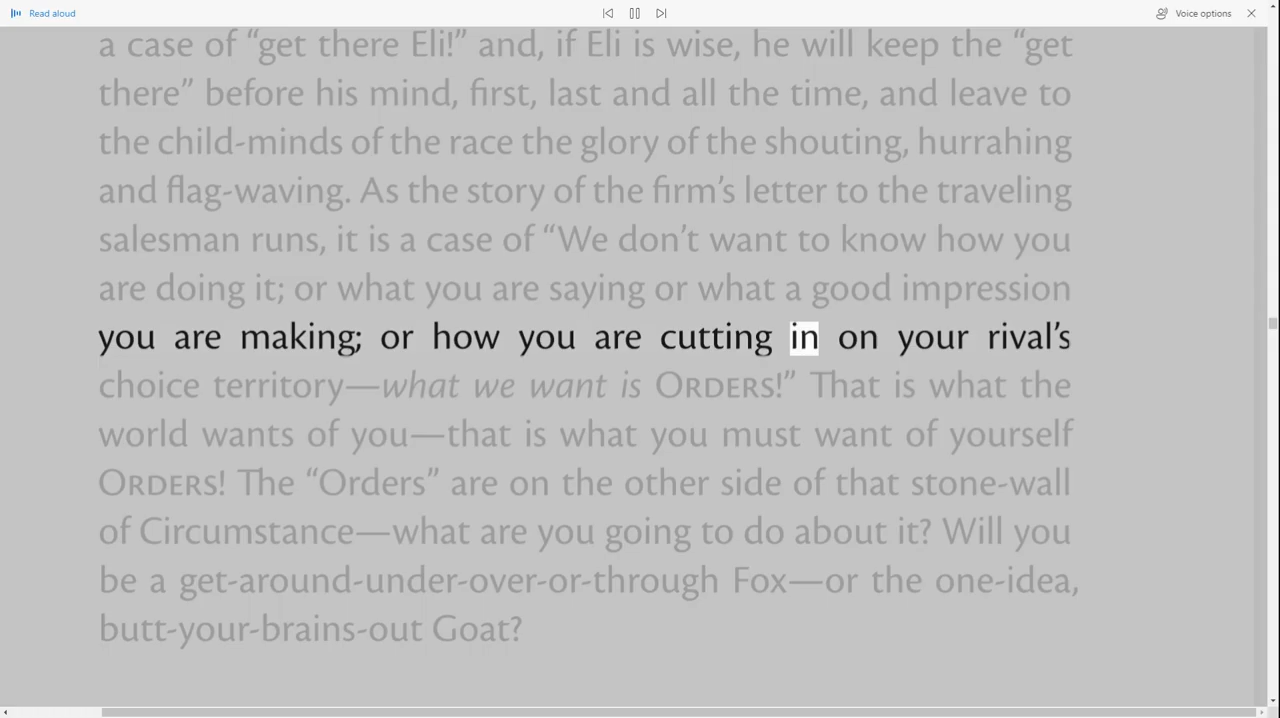 Read aloud
Voice options
a case of “get there Eli!” and, if Eli is wise, he will keep the “get
there” before his mind, first, last and all the time, and leave to
the child-minds of the race the glory of the shouting, hurrahing
and flag-waving. As the story of the firm’s letter to the traveling
salesman runs, it is a case of “We don’t want to know how you
are doing it; or what you are saying or what a good impression
you are making; or how you are cutting in on your rival’s
choice territory—what we want is ORDERS!” That is what the
world wants of you—that is what you must want of yourself
ORDERS! The “Orders” are on the other side of that stone-wall
of Circumstance—what are you going to do about it? Will you
be a get-around-under-over-or-through Fox—or the one-idea,
butt-your-brains-out Goat?